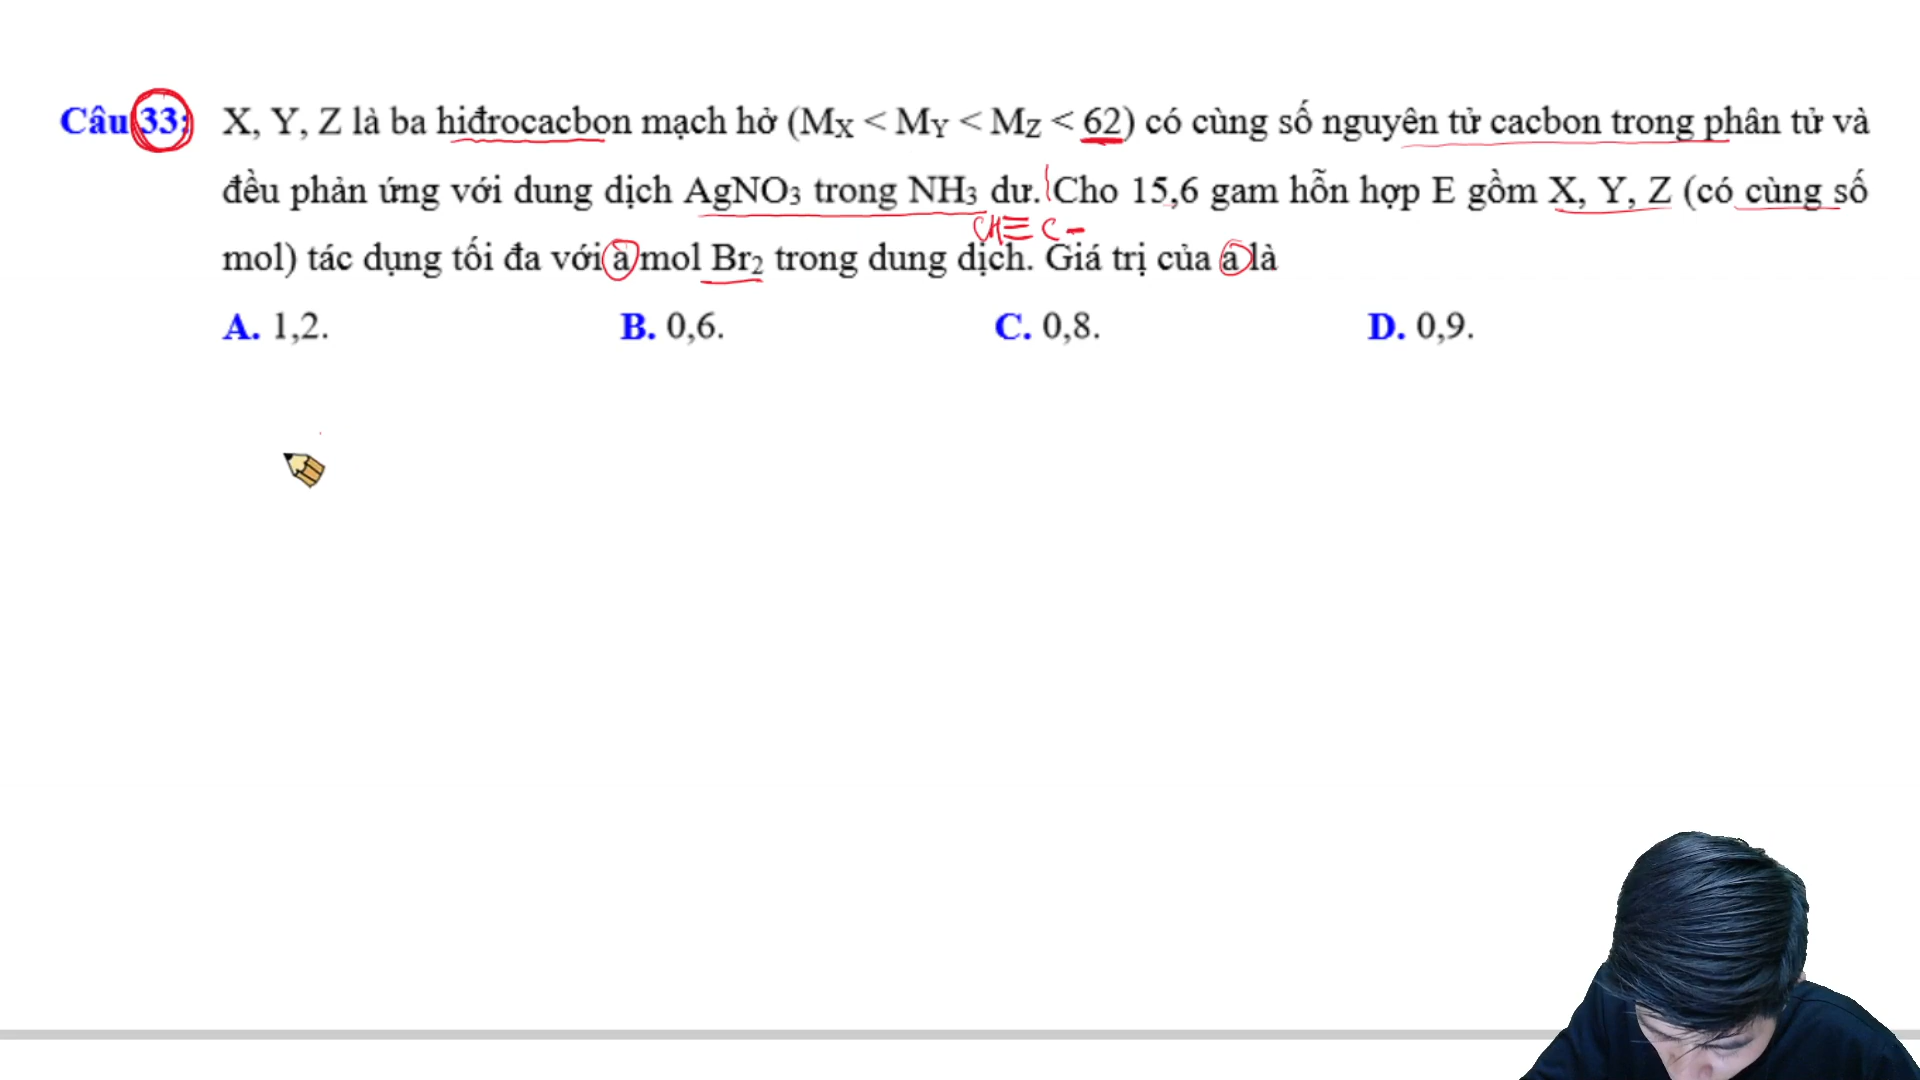 Câu 33: X, Y, Z là ba hiđrocacbon mạch hở (MX < MY < MZ < 62) có cùng số nguyên tử cacbon trong phân tử và
đều phản ứng với dung dịch AgNO3 trong NH3 dư. Cho 15,6 gam hỗn hợp E gồm X, Y, Z (có cùng số
CH≡C-
mol) tác dụng tối đa với a mol Br2 trong dung dịch. Giá trị của a là
A. 1,2. B. 0,6. C. 0,8. D. 0,9.